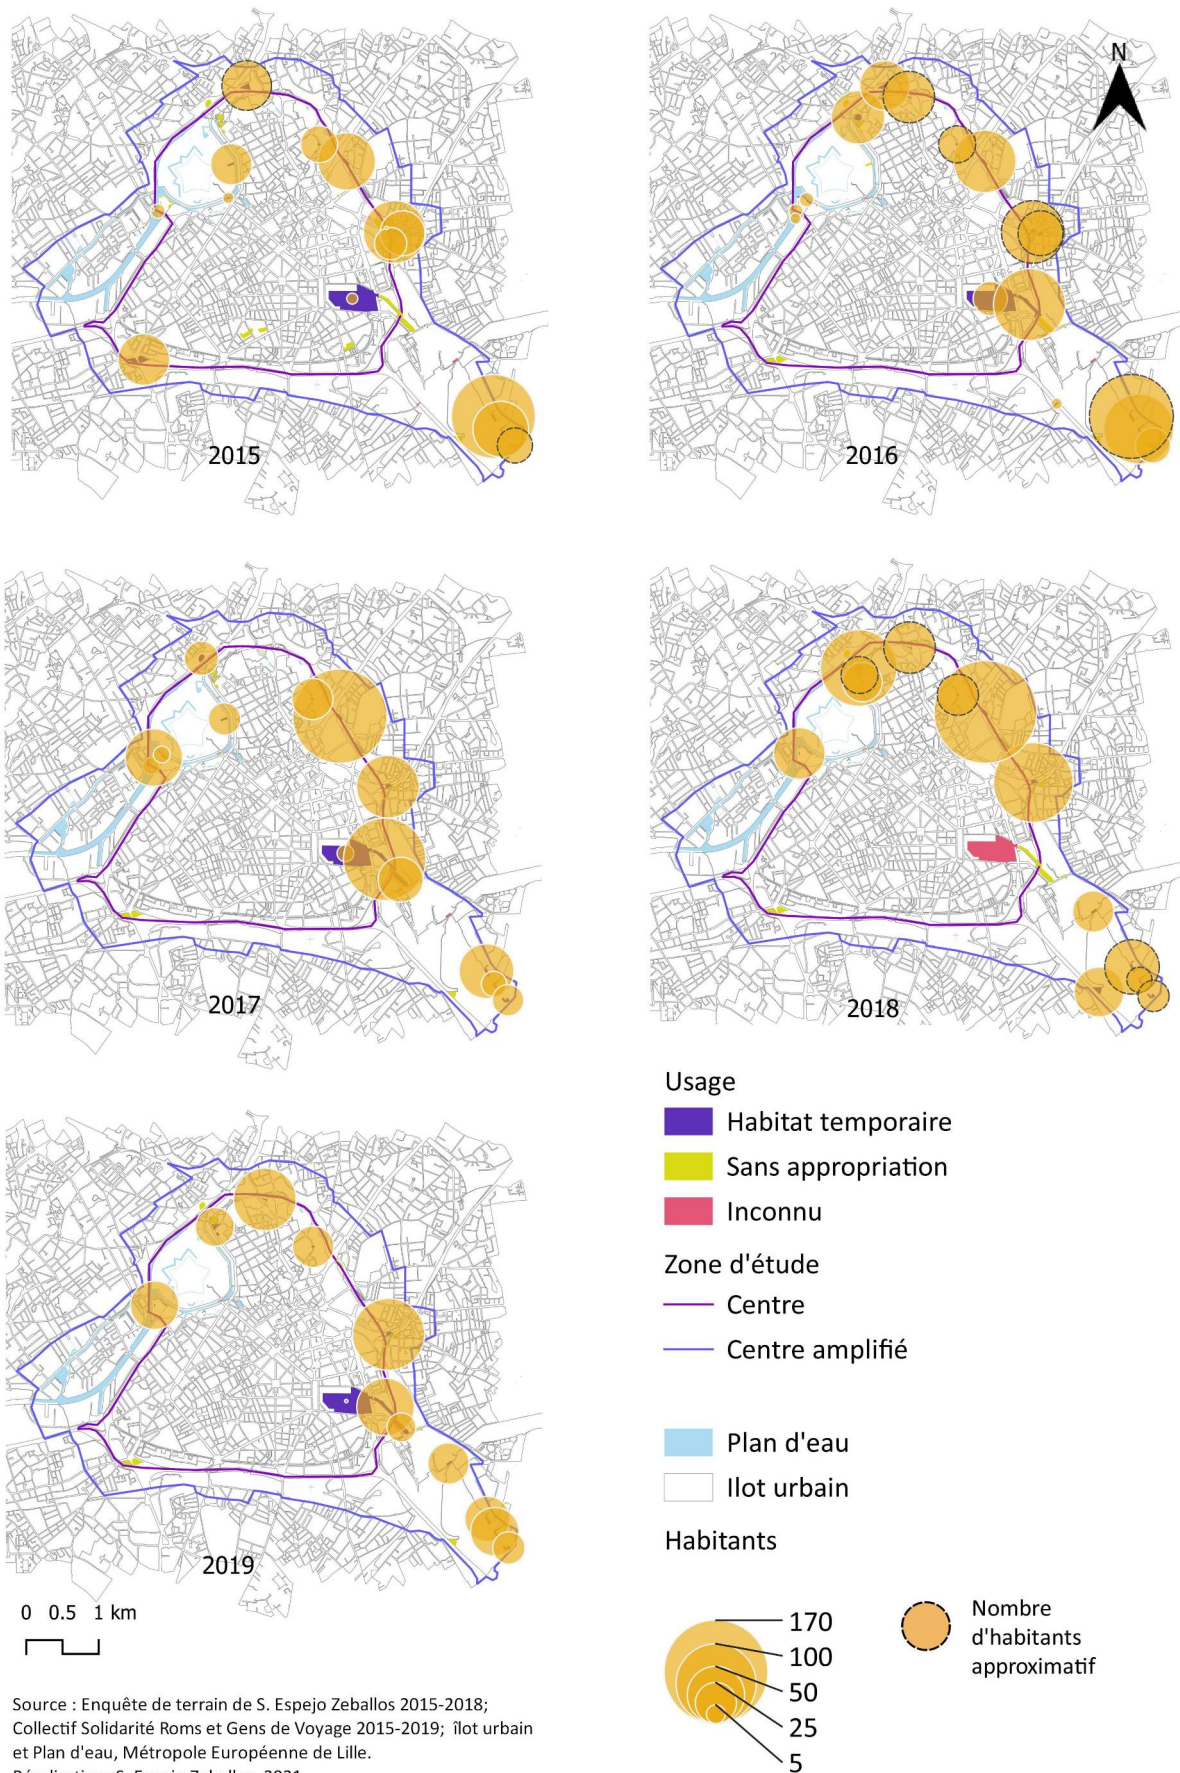 N
2015
2016
2017
2018
2019
Usage
Habitat temporaire
Sans appropriation
Inconnu
Zone d'étude
Centre
Centre amplifié
Plan d'eau
Ilot urbain
Habitants
170
100
50
25
5
Nombre
d'habitants
approximatif
0 0.5 1 km
Source : Enquête de terrain de S. Espejo Zeballos 2015-2018;
Collectif Solidarité Roms et Gens de Voyage 2015-2019; îlot urbain
et Plan d'eau, Métropole Européenne de Lille.